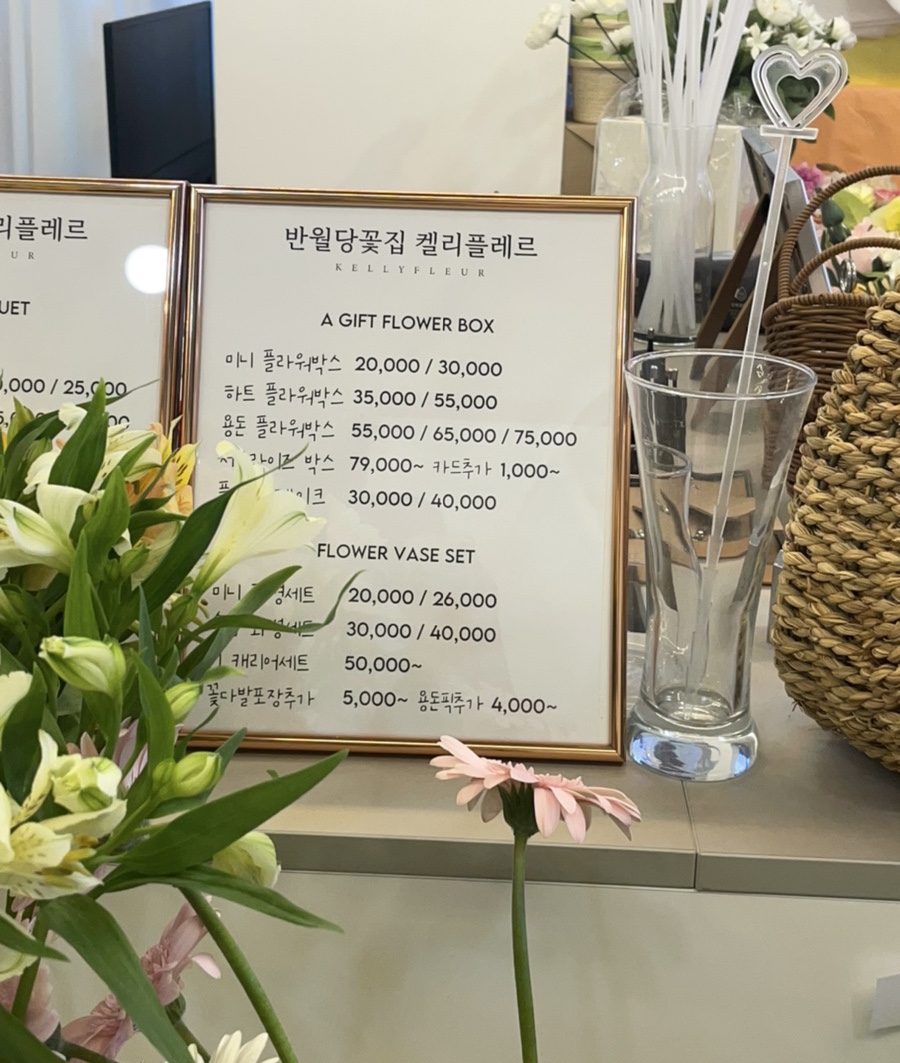 리플레르
U R
UET
,000 / 25,000
반월당꽃집 켈리플레르
KELLYFLEUR
A GIFT FLOWER BOX
미니 플라워박스 20,000 / 30,000
하트 플라워박스 35,000 / 55,000
용돈 플라워박스 55,000 / 65,000 / 75,000
박스 79,000~ 카드추가 1,000~
30,000 / 40,000
FLOWER VASE SET
미니 20,000 / 26,000
30,000 / 40,000
캐리어세트 50,000~
꽃다발포장추가 5,000~ 용돈픽추가 4,000~